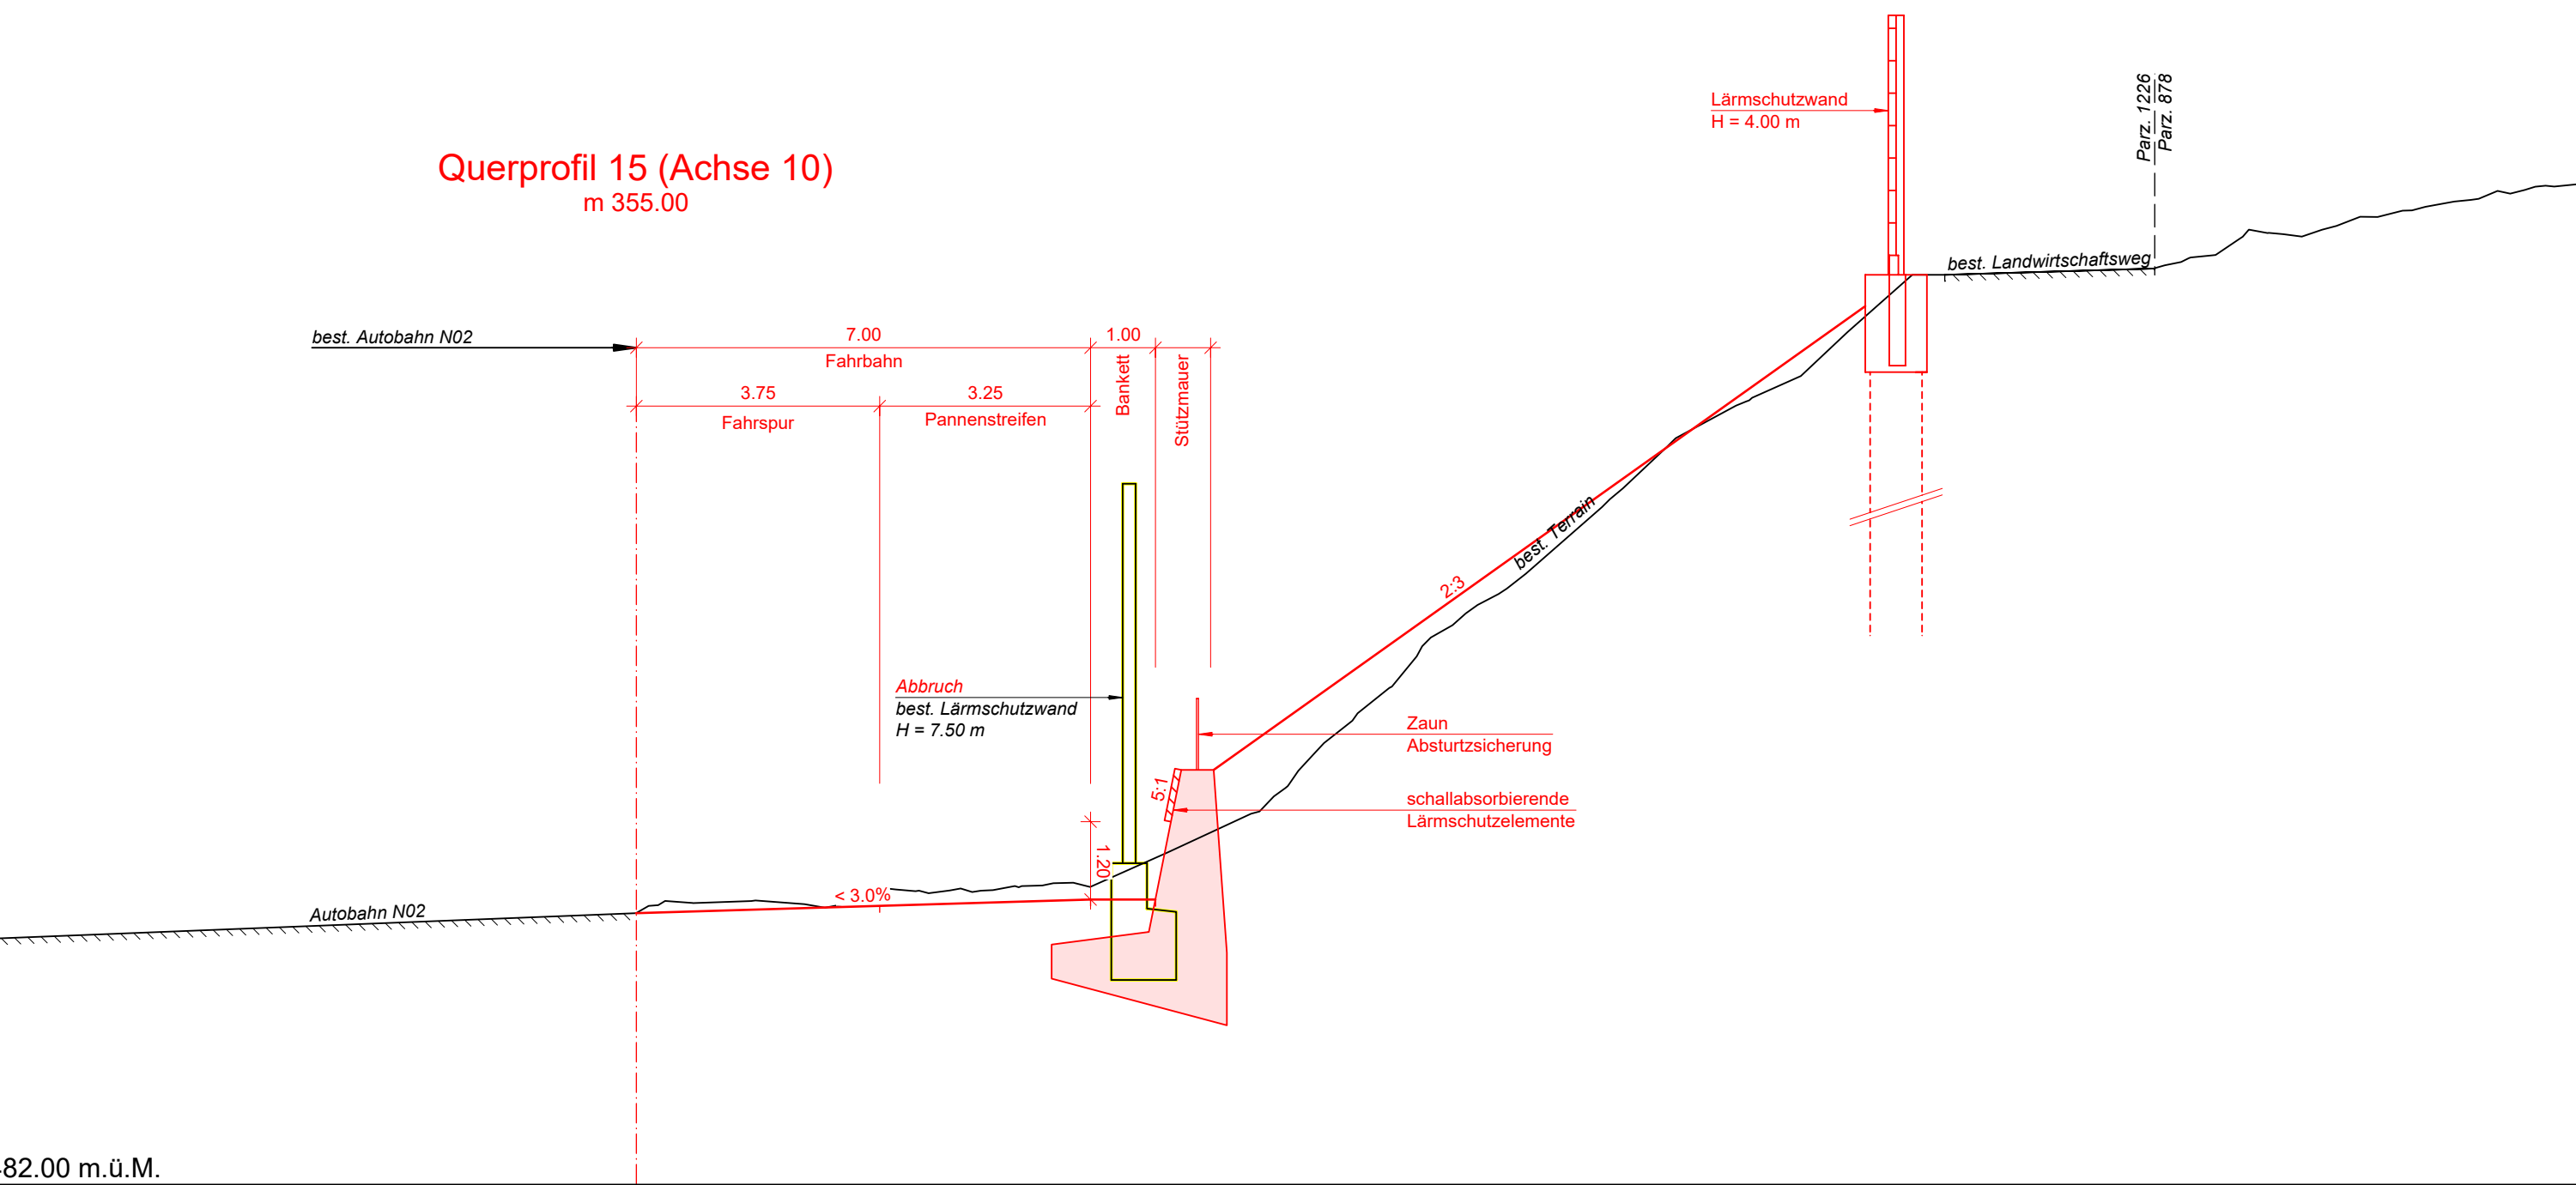 Querprofil 15 (Achse 10)
m 355.00
Lärmschutzwand
H = 4.00 m
Parz. 1226
Parz. 878
best. Landwirtschaftsweg
best. Autobahn N02
7.00
Fahrbahn
1.00
Bankett
Stützmauer
3.75
Fahrspur
3.25
Pannenstreifen
best. Terrain
2:3
Abbruch
best. Lärmschutzwand
H = 7.50 m
Zaun
Absturtzsicherung
5:1
schallabsorbierende
Lärmschutzelemente
1.20
< 3.0%
Autobahn N02
82.00 m.ü.M.